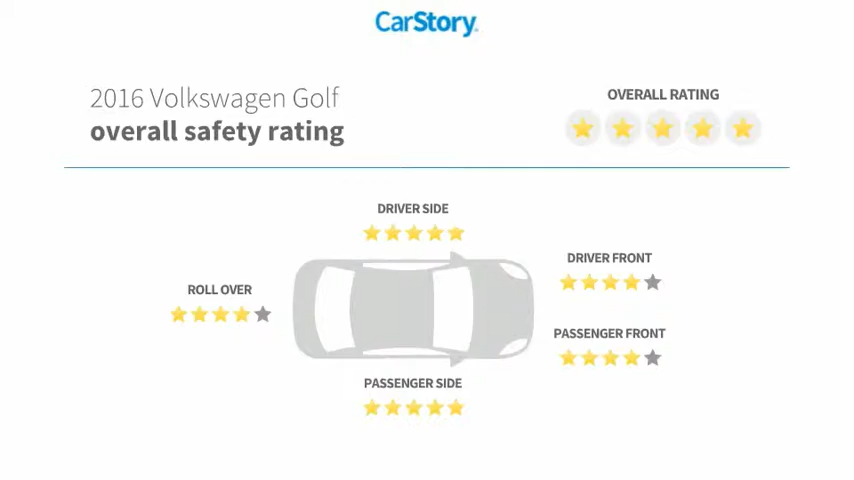 CarStory.
2016 Volkswagen Golf
overall safety rating
OVERALL RATING
DRIVER SIDE
DRIVER FRONT
ROLL OVER
PASSENGER FRONT
PASSENGER SIDE